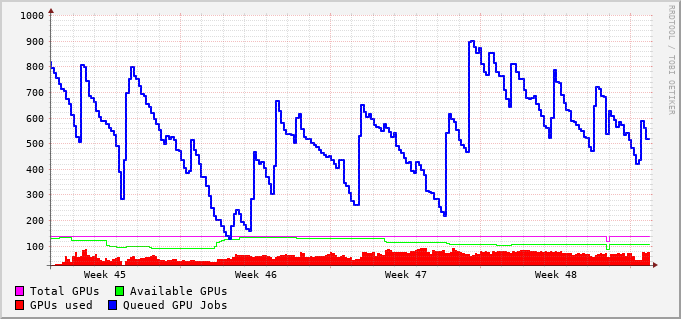 1000
900
800
700
600
500
400
300
200
100
RRDTOOL / TOBI OETIKER
Week 45 Week 46 Week 47 Week 48
Total GPUs Available GPUs
GPUs used Queued GPU Jobs